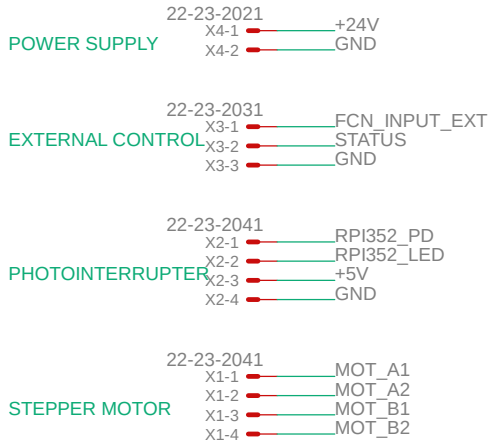 22-23-2021
X4-1 +24V
POWER SUPPLY
X4-2 GND
22-23-2031
X3-1 FCN_INPUT_EXT
EXTERNAL CONTROL
X3-2 STATUS
X3-3 GND
22-23-2041
X2-1 RPI352_PD
X2-2 RPI352_LED
PHOTOINTERRUPTER
X2-3 +5V
X2-4 GND
22-23-2041
X1-1 MOT_A1
X1-2 MOT_A2
STEPPER MOTOR
X1-3 MOT_B1
X1-4 MOT_B2